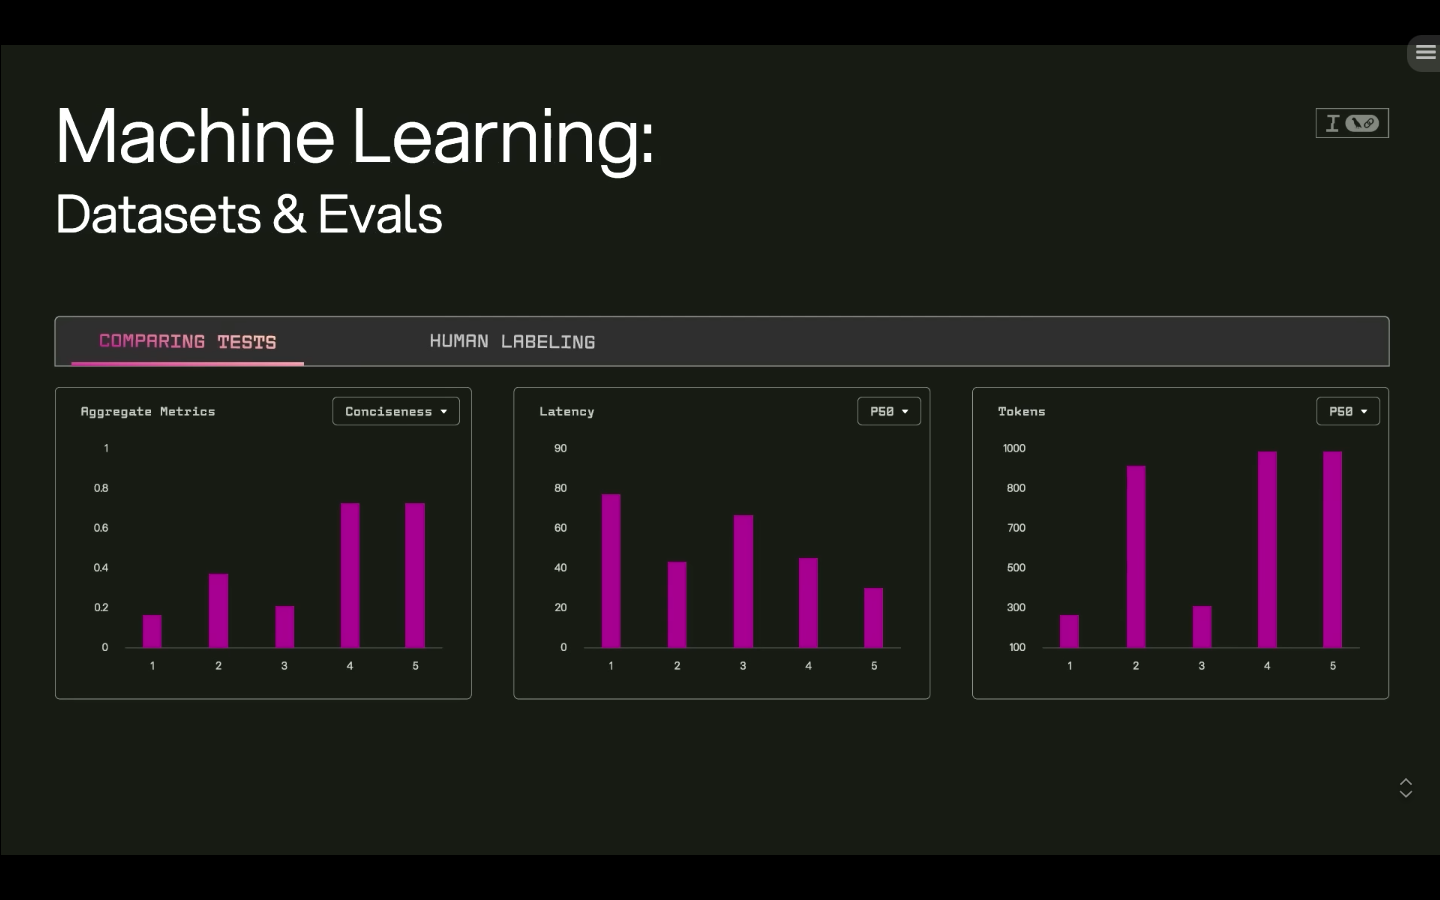 Machine Learning:
Datasets & Evals
I
COMPARING TESTS
HUMAN LABELING
Aggregate Metrics
Conciseness
1
0.8
0.6
0.4
0.2
0
1 2 3 4 5
Latency
P50
90
80
60
40
20
0
1 2 3 4 5
Tokens
P50
1000
800
700
500
300
100
1 2 3 4 5